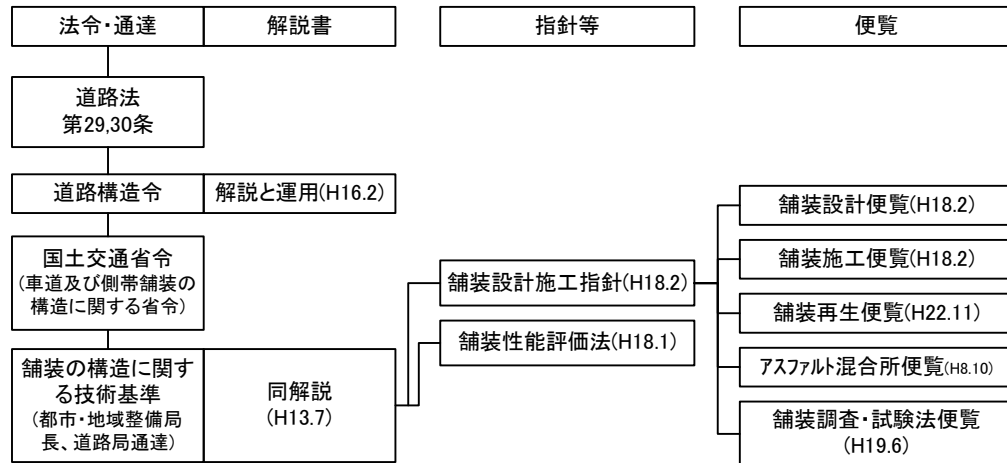 法令・通達
解説書
指針等
便覧
道路法
第29,30条
道路構造令
解説と運用(H16.2)
国土交通省令
(車道及び側帯舗装の
構造に関する省令)
舗装の構造に関す
る技術基準
(都市・地域整備局
長、道路局通達)
同解説
(H13.7)
舗装設計施工指針(H18.2)
舗装性能評価法(H18.1)
舗装設計便覧(H18.2)
舗装施工便覧(H18.2)
舗装再生便覧(H22.11)
アスファルト混合所便覧(H8.10)
舗装調査・試験法便覧
(H19.6)